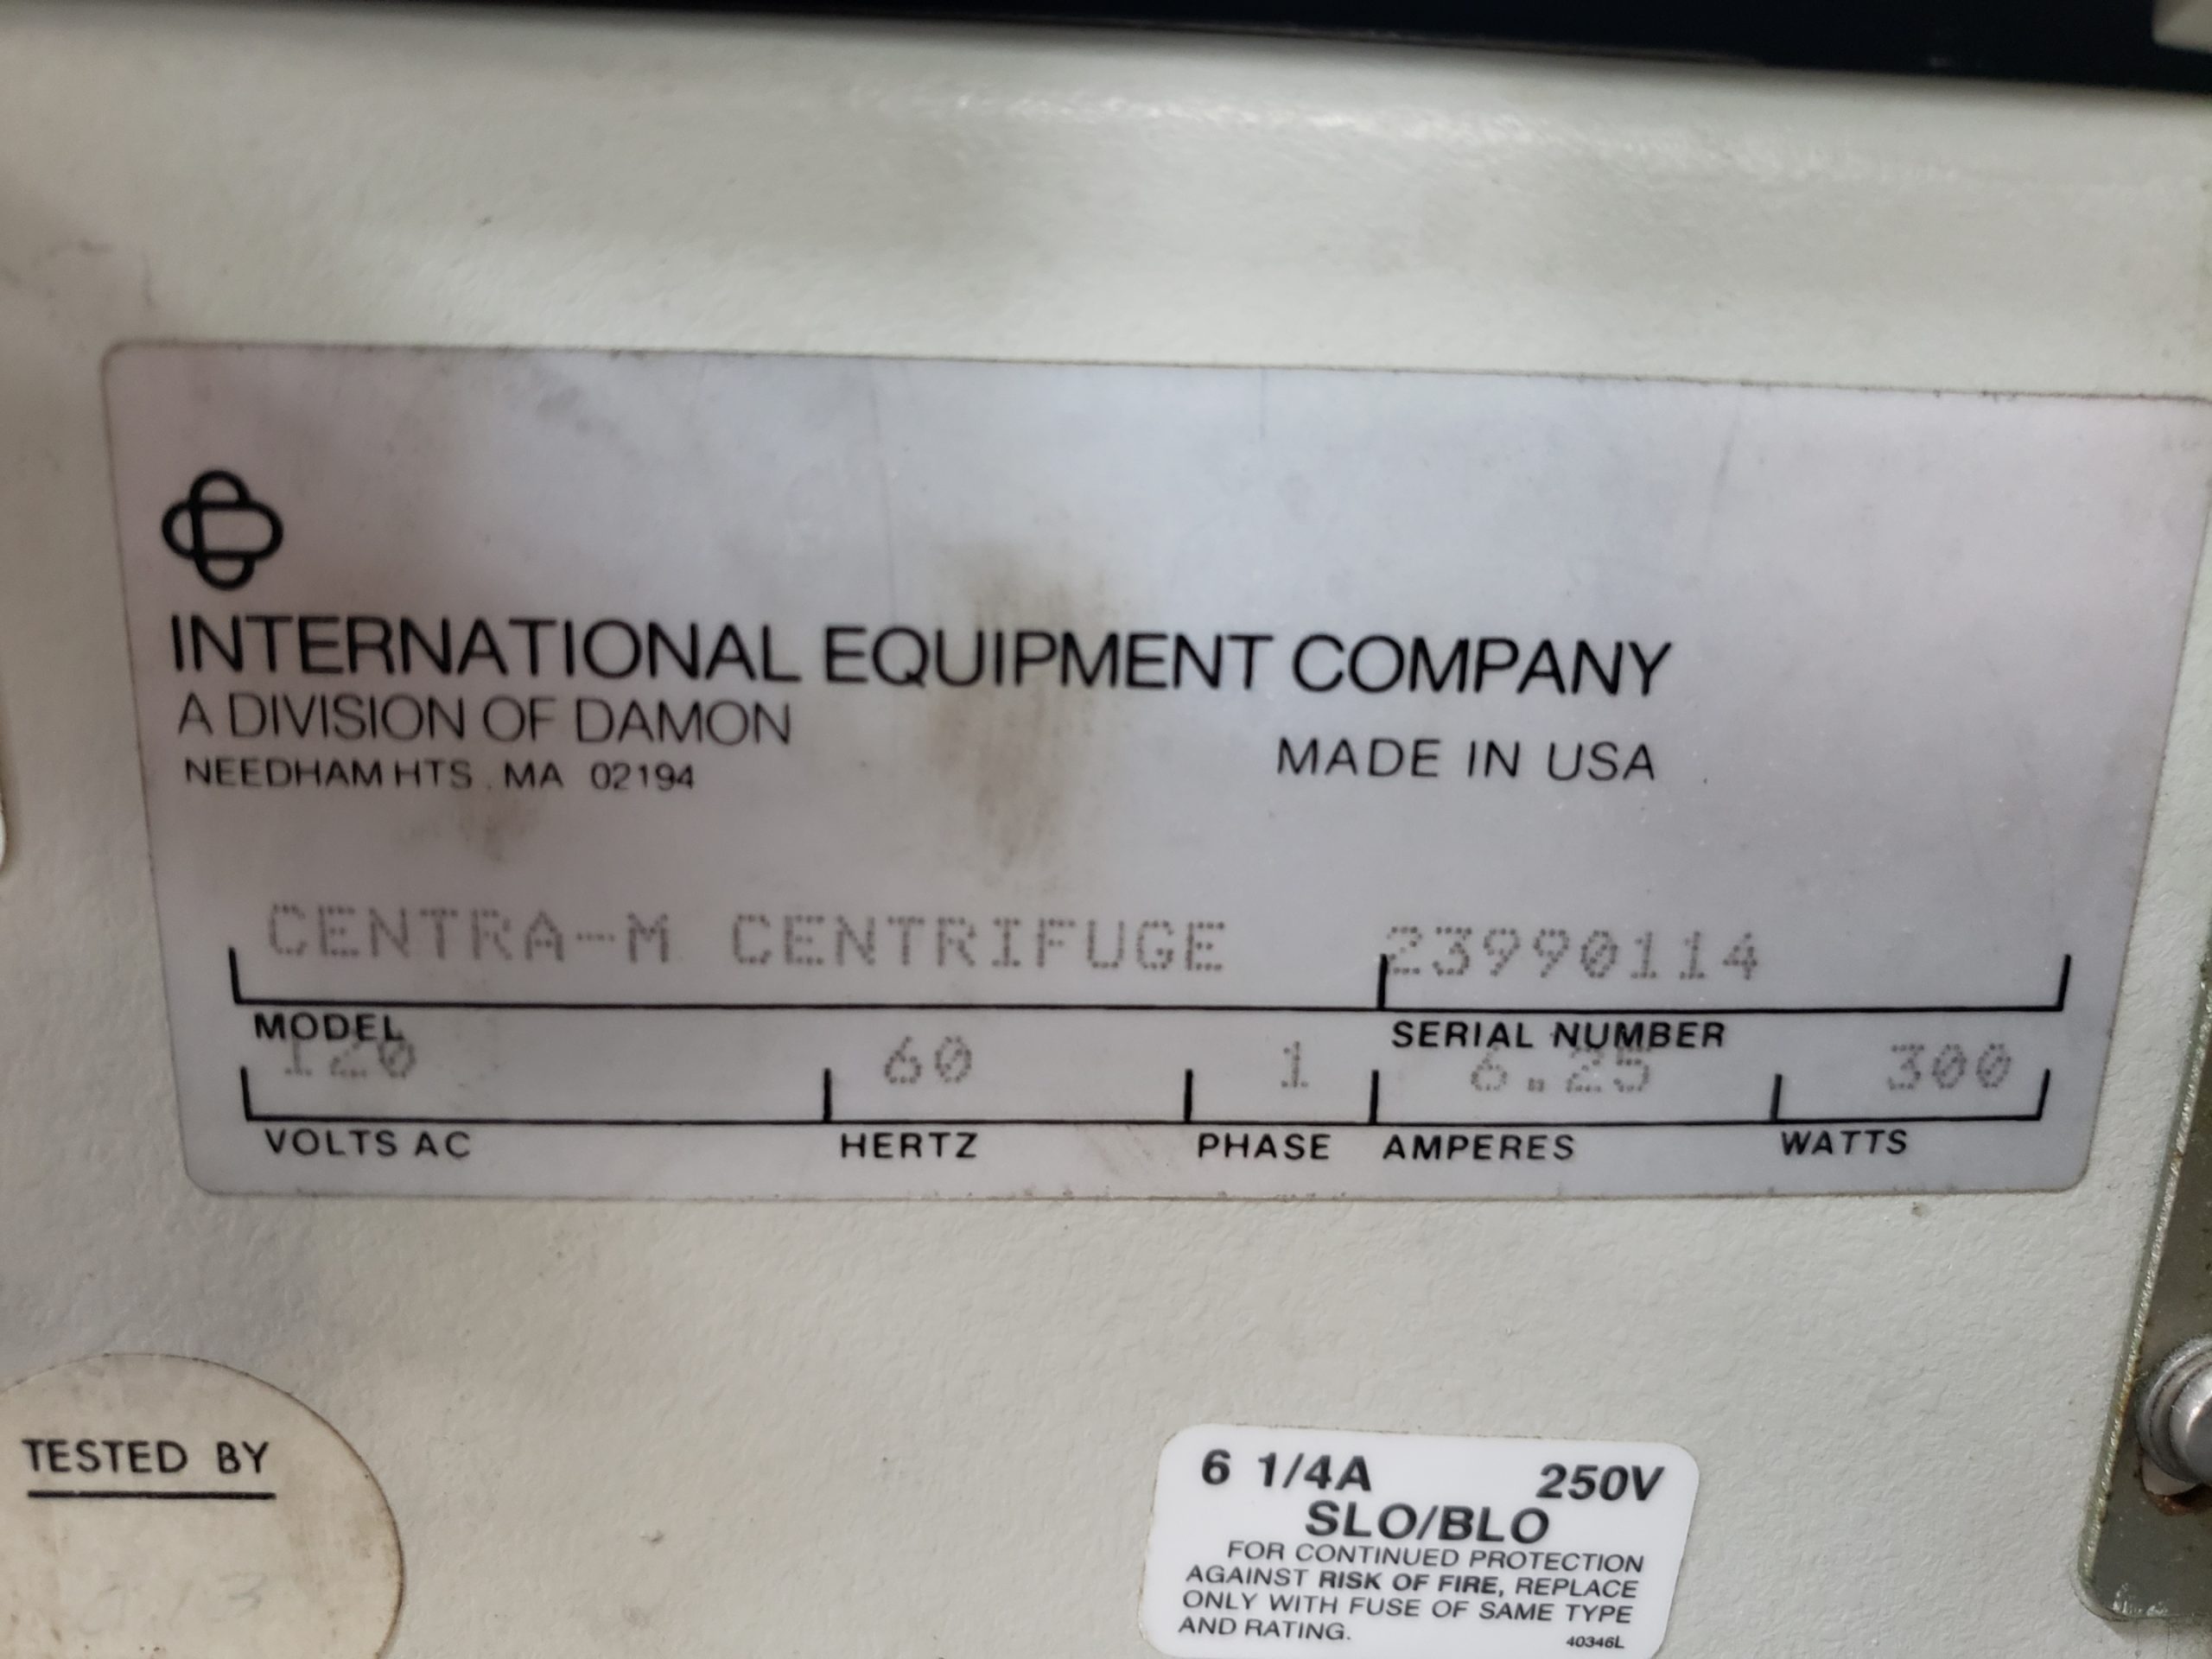 INTERNATIONAL EQUIPMENT COMPANY
A DIVISION OF DAMON
NEEDHAM HTS. MA 02194
MADE IN USA
CENTRA-M CENTRIFUGE 23990114
MODEL SERIAL NUMBER
120 60 1 6.25 300
VOLTS AC HERTZ PHASE AMPERES WATTS
TESTED BY
6 1/4A 250V
SLO/BLO
FOR CONTINUED PROTECTION
AGAINST RISK OF FIRE, REPLACE
ONLY WITH FUSE OF SAME TYPE
AND RATING.
40346L